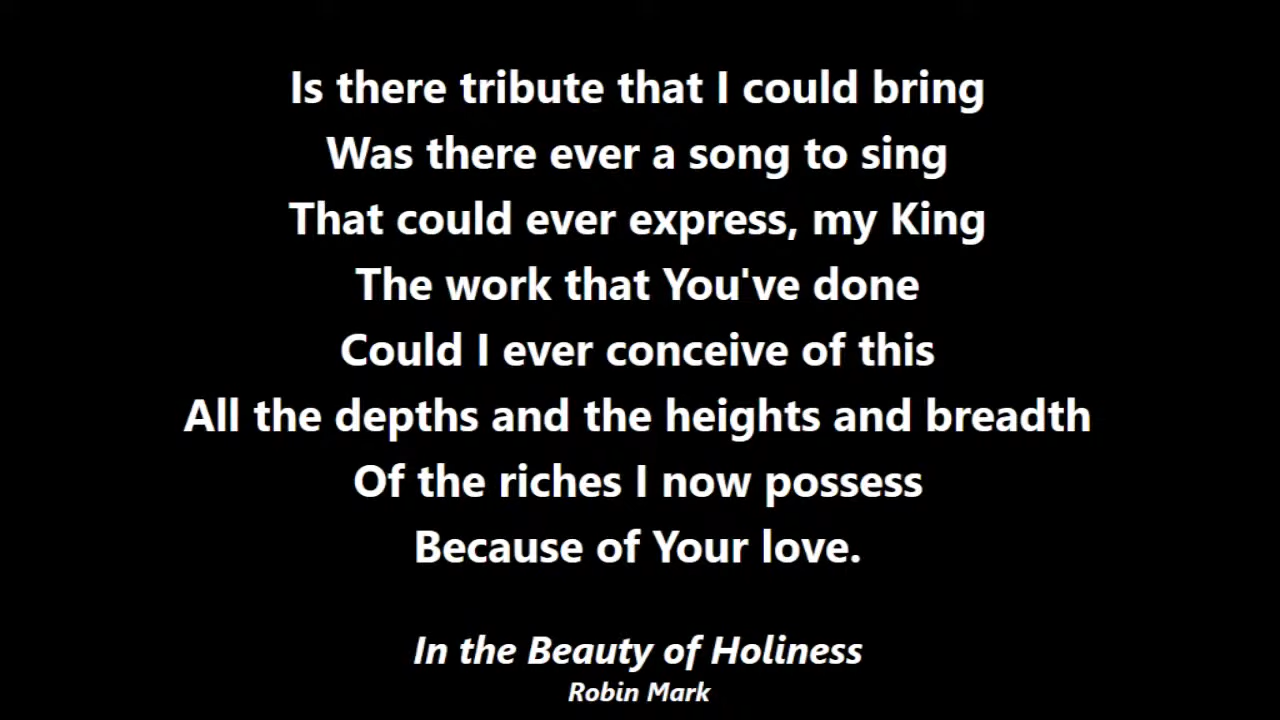 Is there tribute that I could bring
Was there ever a song to sing
That could ever express, my King
The work that You've done
Could I ever conceive of this
All the depths and the heights and breadth
Of the riches I now possess
Because of Your love.
In the Beauty of Holiness
Robin Mark